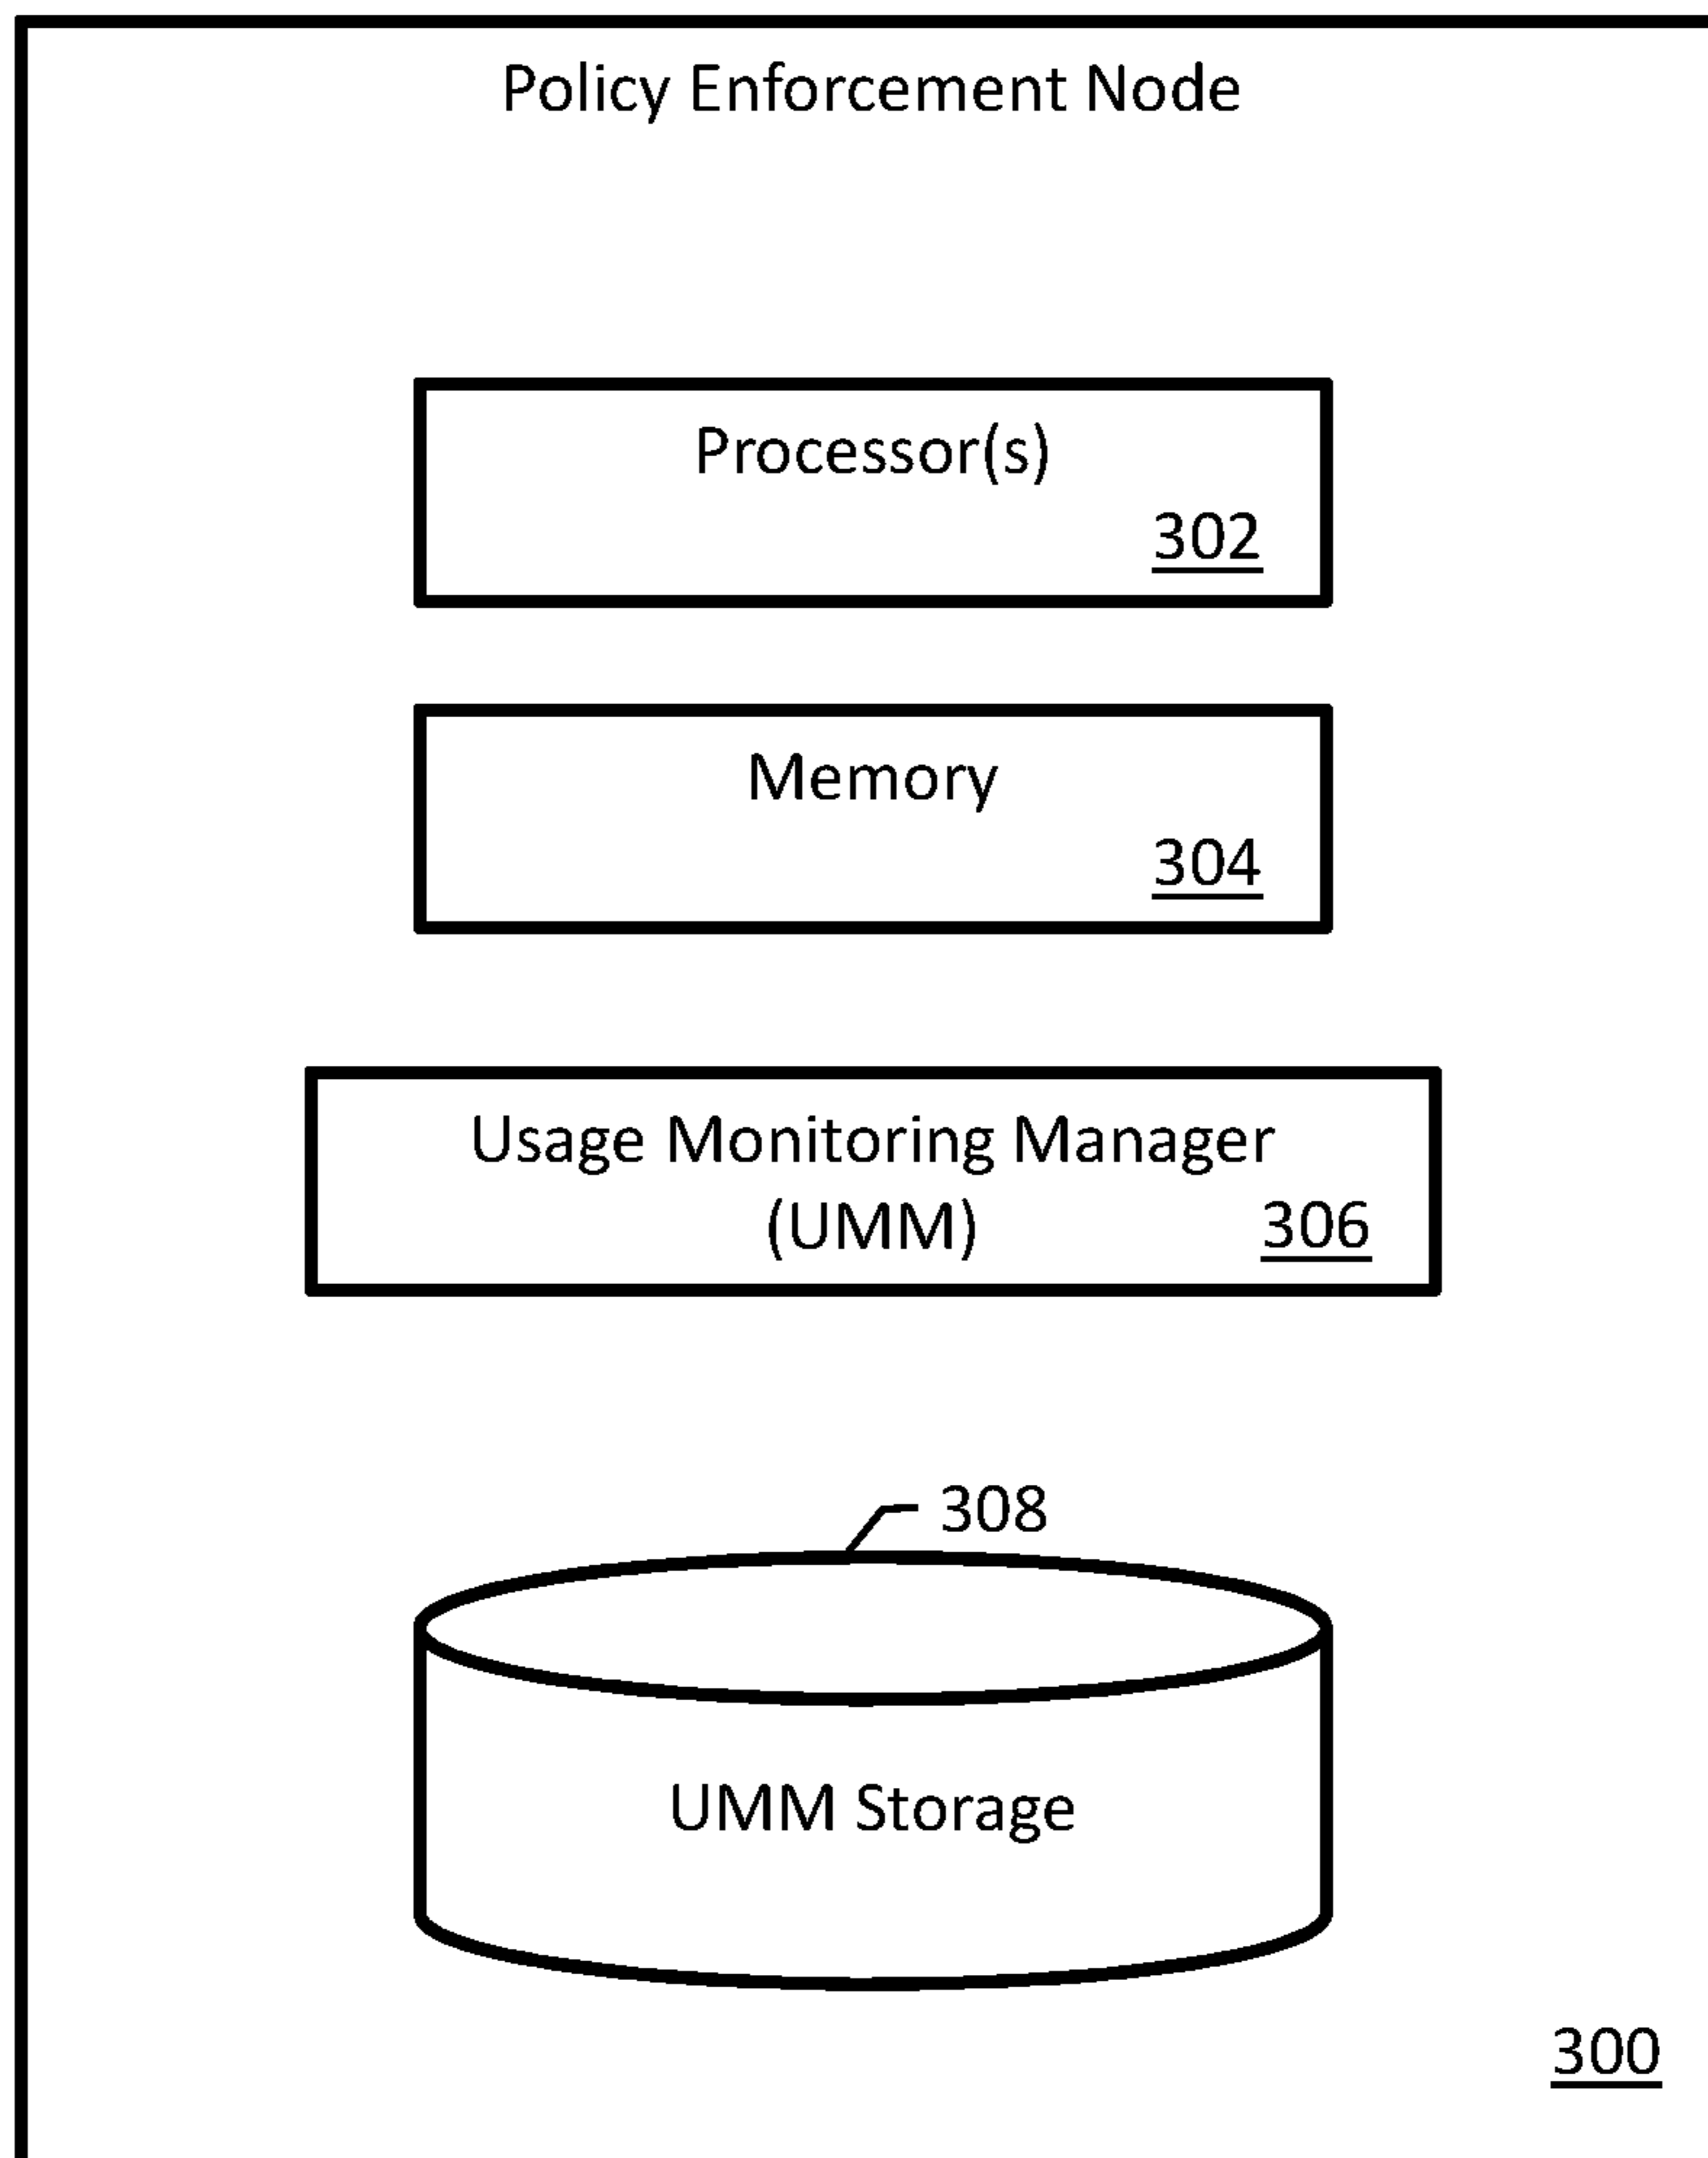 Policy Enforcement Node
Processor(s)
302
Memory
304
Usage Monitoring Manager
(UMM) 306
308
UMM Storage
300